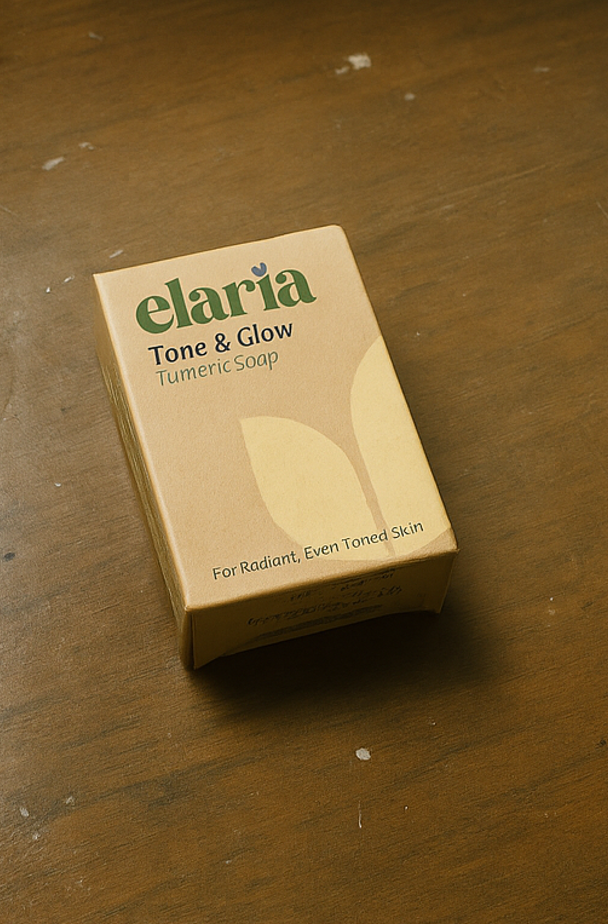 elaria
Tone & Glow
Tumeric Soap
For Radiant, Even Toned Skin